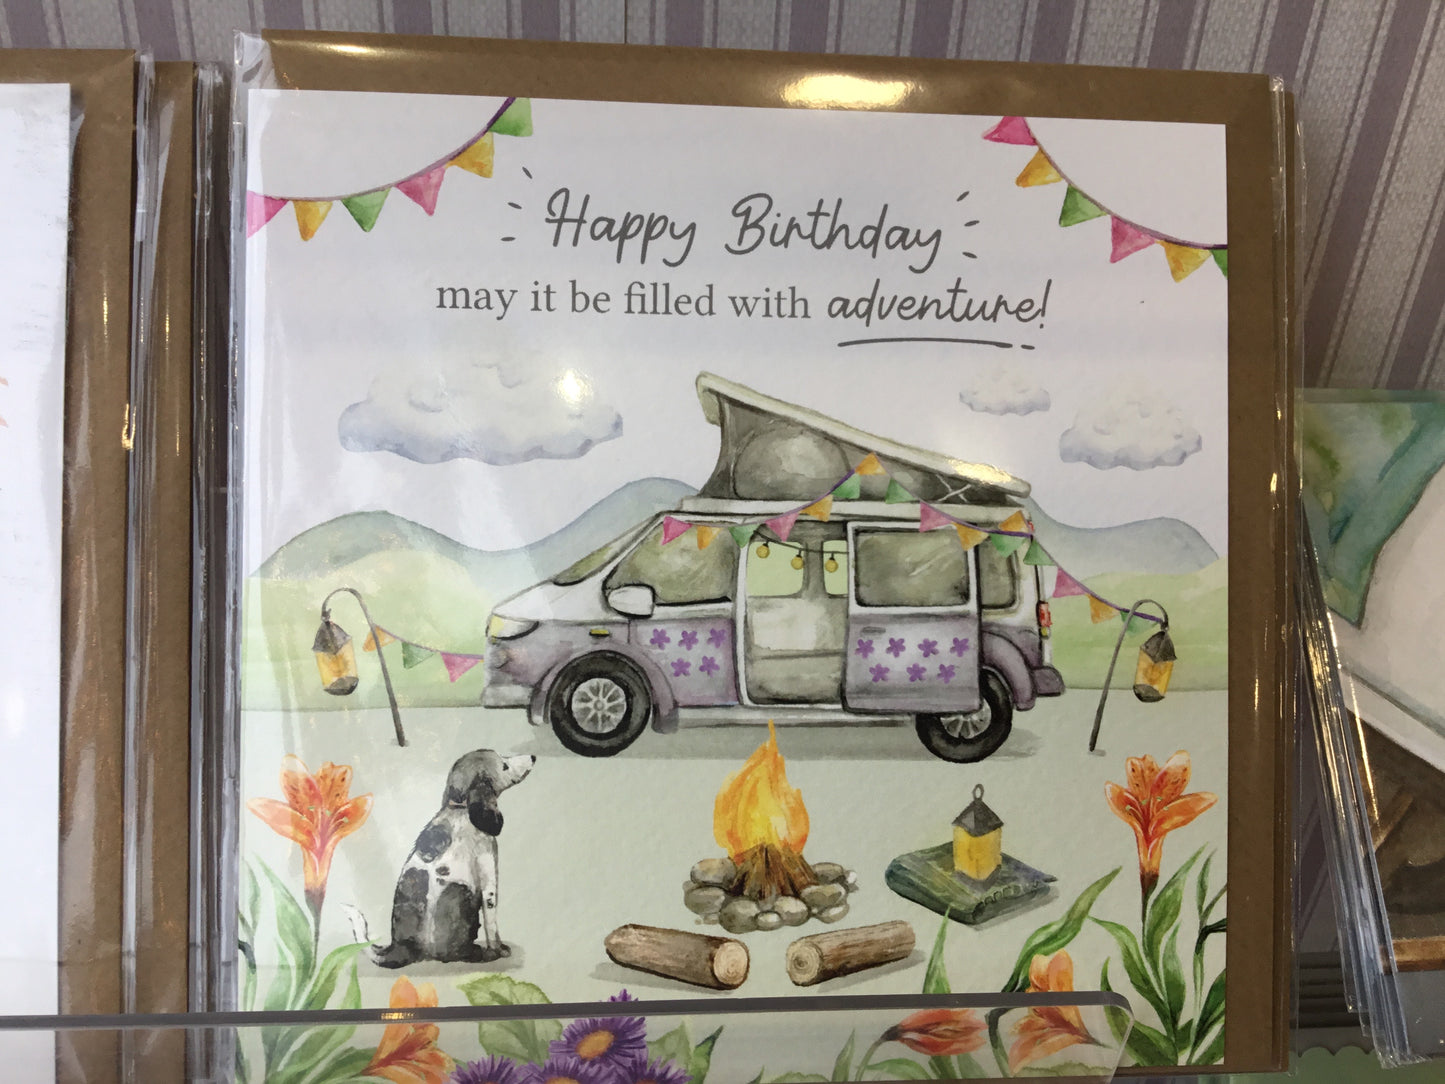 Happy Birthday
may it be filled with adventure!